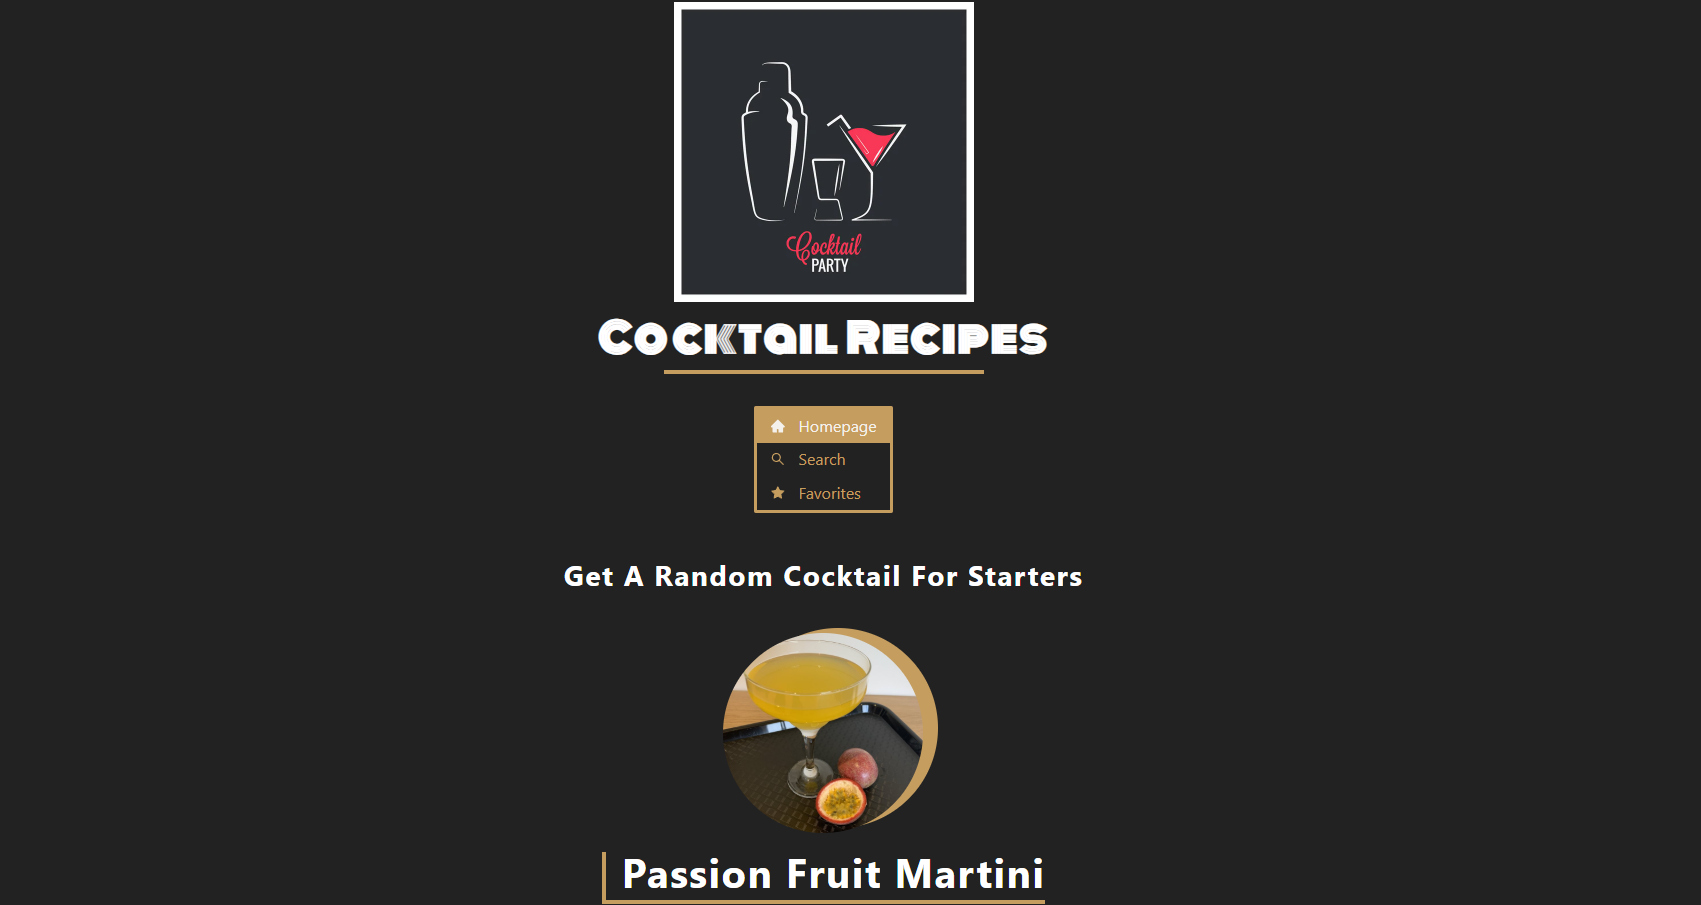 Cocktail
PARTY
Cocktail Recipes
Homepage
Search
Favorites
Get A Random Cocktail For Starters
Passion Fruit Martini